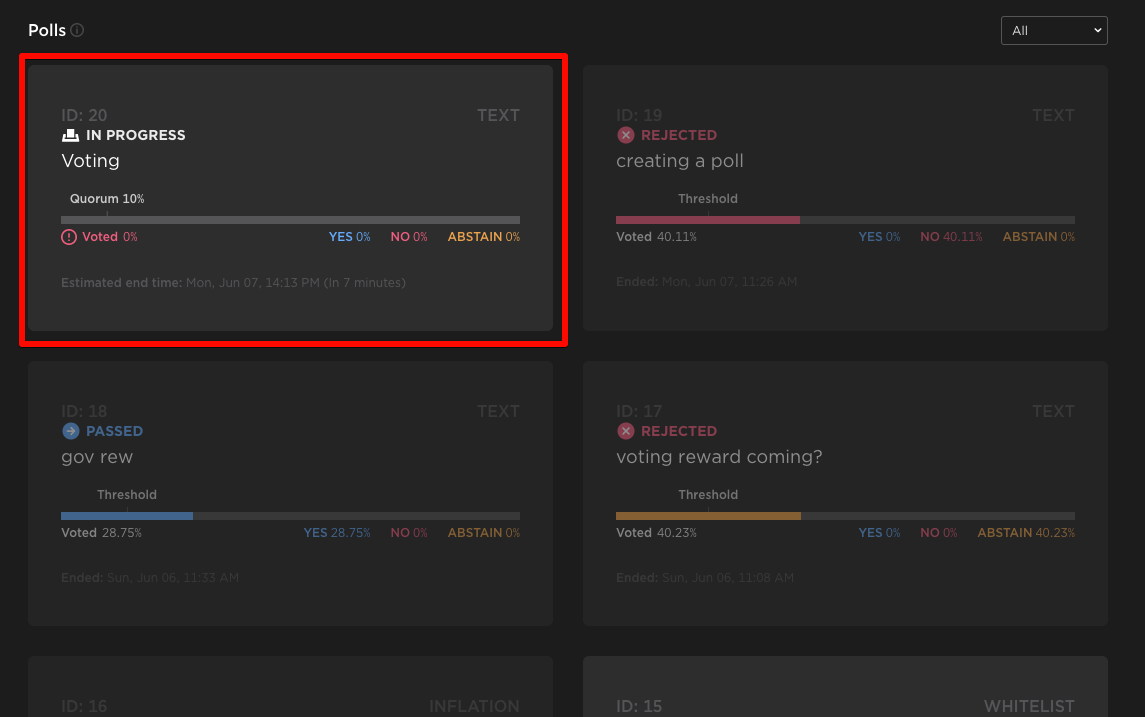 Polls
All
ID: 20 TEXT
IN PROGRESS
Voting
Quorum 10%
Voted 0% YES 0% NO 0% ABSTAIN 0%
Estimated end time: Mon, Jun 07, 14:13 PM (In 7 minutes)
ID: 19 TEXT
REJECTED
creating a poll
Threshold
Voted 40.11% YES 0% NO 40.11% ABSTAIN 0%
Ended: Mon, Jun 07, 11:26 AM
ID: 18 TEXT
PASSED
gov rew
Threshold
Voted 28.75% YES 28.75% NO 0% ABSTAIN 0%
Ended: Sun, Jun 06, 11:33 AM
ID: 17 TEXT
REJECTED
voting reward coming?
Threshold
Voted 40.23% YES 0% NO 0% ABSTAIN 40.23%
Ended: Sun, Jun 06, 11:08 AM
ID: 16 INFLATION
ID: 15 WHITELIST